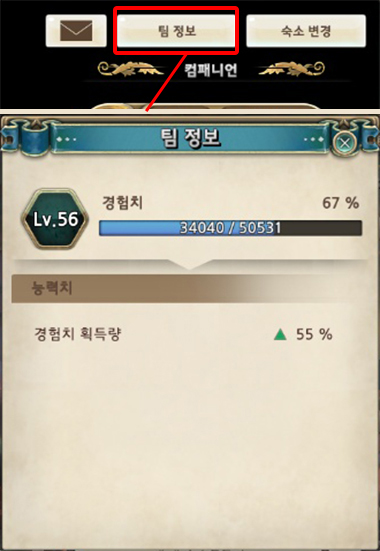 팀 정보
숙소 변경
컴패니언
팀 정보
Lv.56
경험치
67 %
34040 / 50531
능력치
경험치 획득량
▲ 55 %